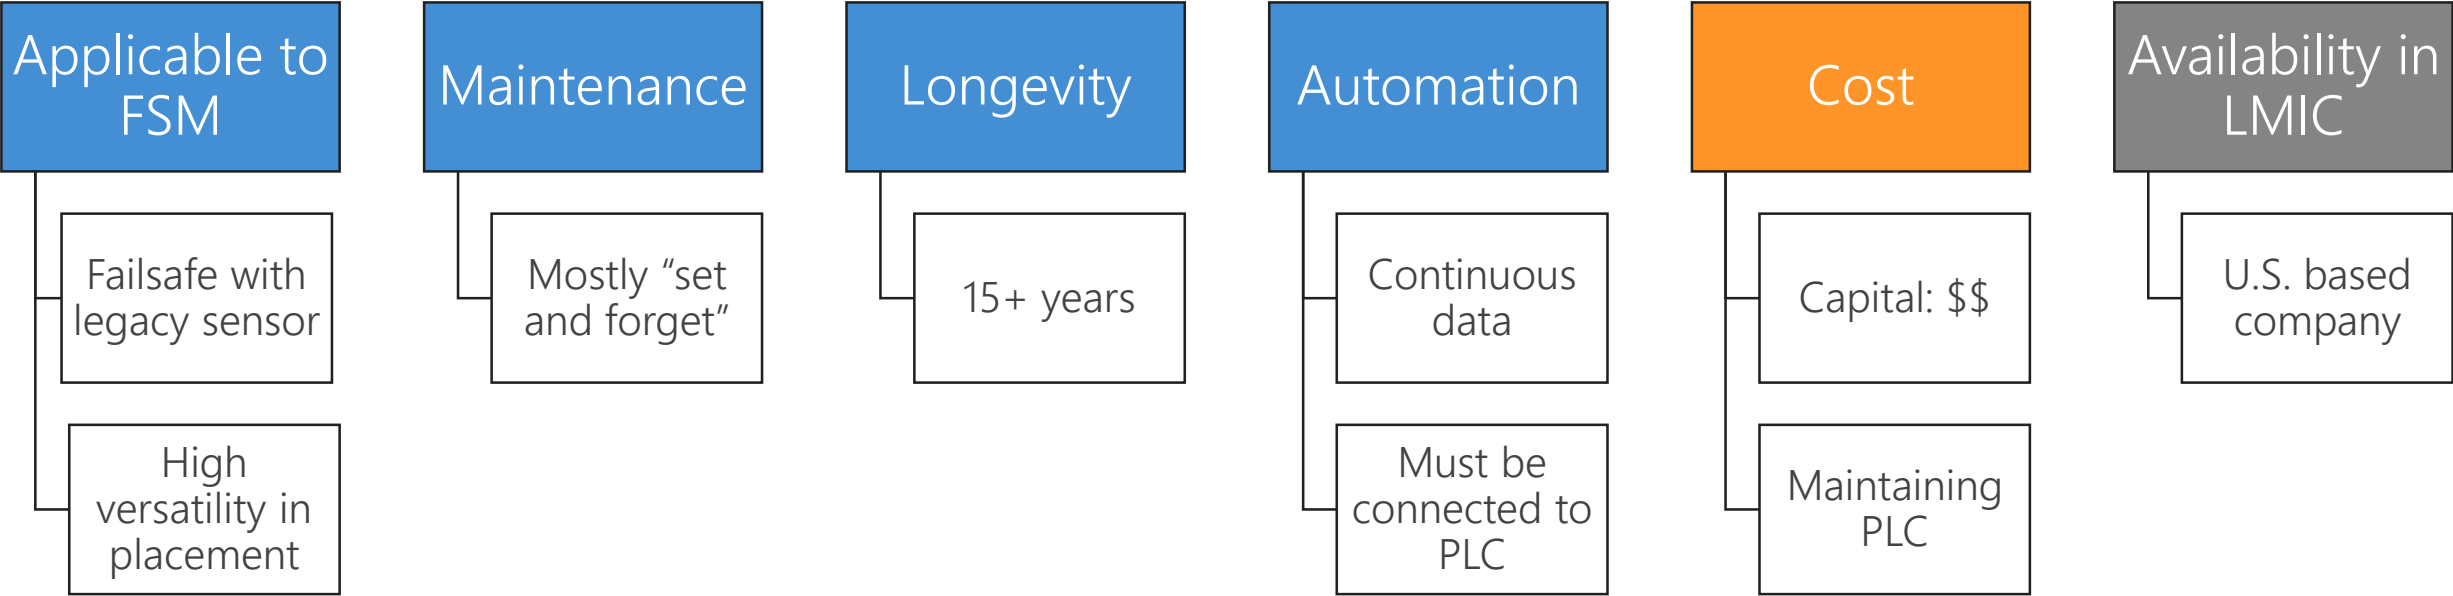 Applicable to
FSM
Failsafe with
legacy sensor
High
versatility in
placement
Maintenance
Mostly “set
and forget”
Longevity
15+ years
Automation
Continuous
data
Must be
connected to
PLC
Cost
Capital: $$
Maintaining
PLC
Availability in
LMIC
U.S. based
company